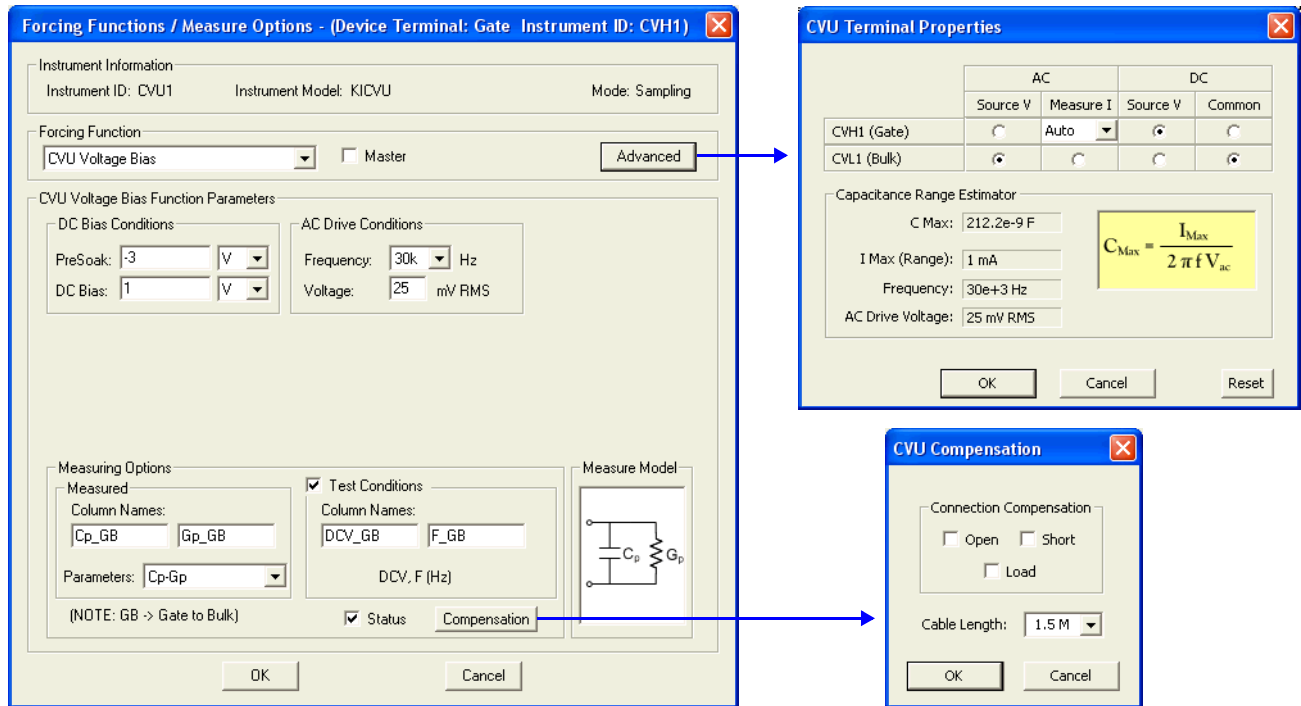 Forcing Functions / Measure Options - (Device Terminal: Gate Instrument ID: CVH1)
Instrument Information
Instrument ID: CVU1 Instrument Model: KICVU Mode: Sampling
Forcing Function
CVU Voltage Bias Master Advanced
CVU Voltage Bias Function Parameters
DC Bias Conditions
PreSoak: -3 V
DC Bias: 1 V
AC Drive Conditions
Frequency: 30k Hz
Voltage: 25 mV RMS
Measuring Options
Measured
Column Names:
Cp_GB Gp_GB
Parameters: Cp-Gp
(NOTE: GB -> Gate to Bulk)
Test Conditions
Column Names:
DCV_GB F_GB
DCV, F (Hz)
Status Compensation
Measure Model
Cp Gp
OK Cancel
CVU Terminal Properties
AC DC
Source V Measure I Source V Common
CVH1 (Gate) Auto
CVL1 (Bulk)
Capacitance Range Estimator
C Max: 212.2e-9 F
I Max (Range): 1 mA
Frequency: 30e+3 Hz
AC Drive Voltage: 25 mV RMS
CMax = IMax / 2 π f Vac
OK Cancel Reset
CVU Compensation
Connection Compensation
Open Short
Load
Cable Length: 1.5 M
OK Cancel